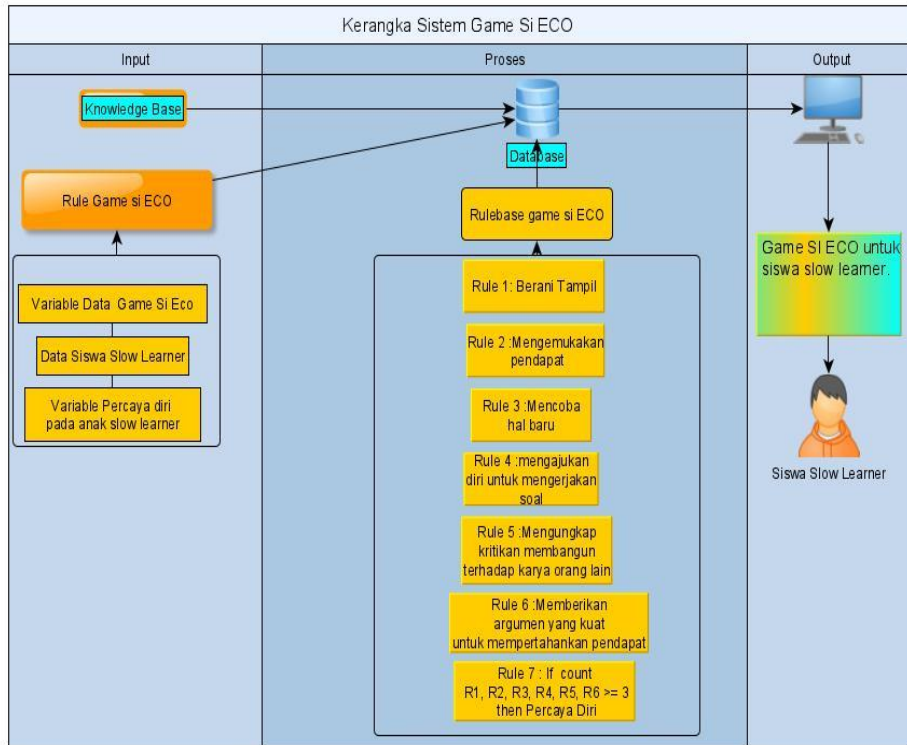 Kerangka Sistem Game Si ECO
Input
Proses
Output
Knowledge Base
Rule Game si ECO
Variable Data Game Si Eco
Data Siswa Slow Learner
Variable Percaya diri
pada anak slow learner
Database
Rulebase game si ECO
Rule 1: Berani Tampil
Rule 2 :Mengemukakan
pendapat
Rule 3 :Mencoba
hal baru
Rule 4 :mengajukan
diri untuk mengerjakan
soal
Rule 5 :Mengungkap
kritikan membangun
terhadap karya orang lain
Rule 6 :Memberikan
argumen yang kuat
untuk mempertahankan pendapat
Rule 7 : If count
R1, R2, R3, R4, R5, R6 >= 3
then Percaya Diri
Game SI ECO untuk
siswa slow learner.
Siswa Slow Learner